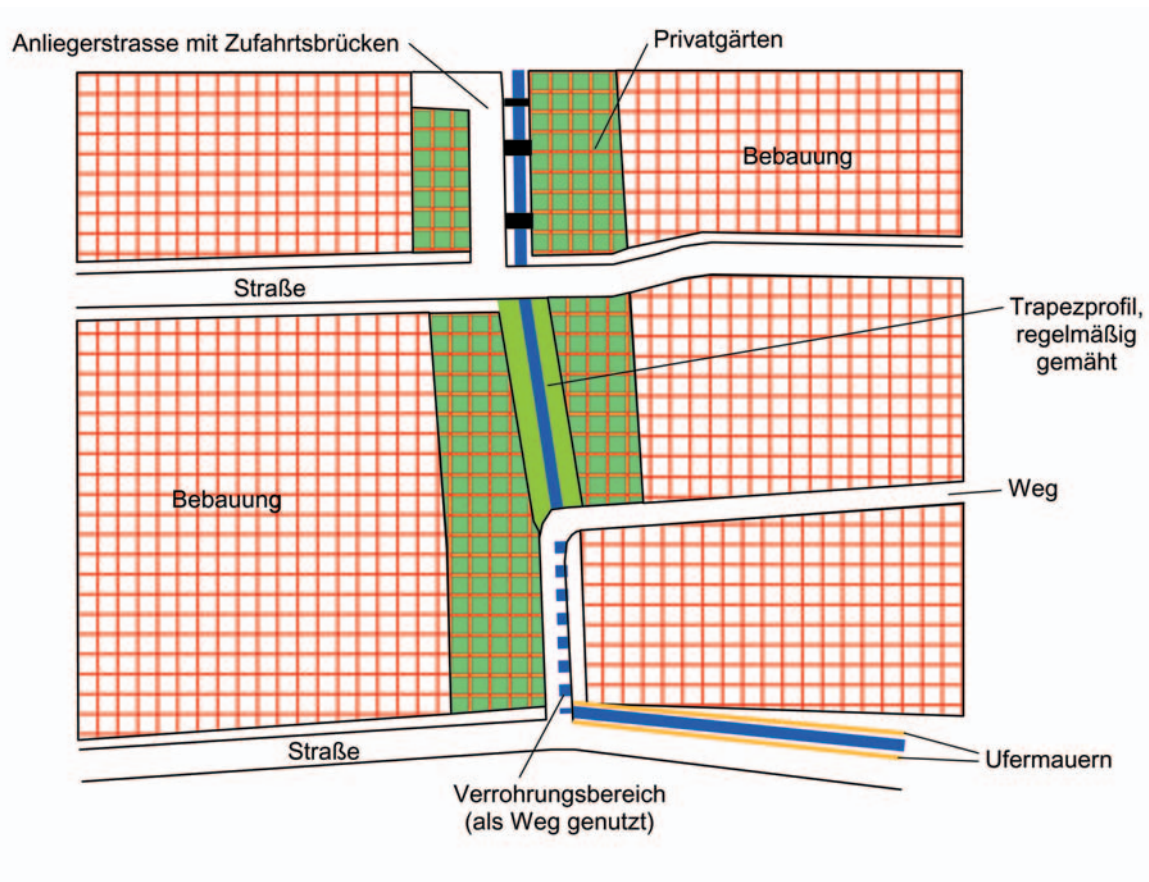 Anliegerstrasse mit Zufahrtsbrücken
Privatgärten
Bebauung
Straße
Trapezprofil,
regelmäßig
gemäht
Bebauung
Weg
Straße
Ufermauern
Verrohrungsbereich
(als Weg genutzt)